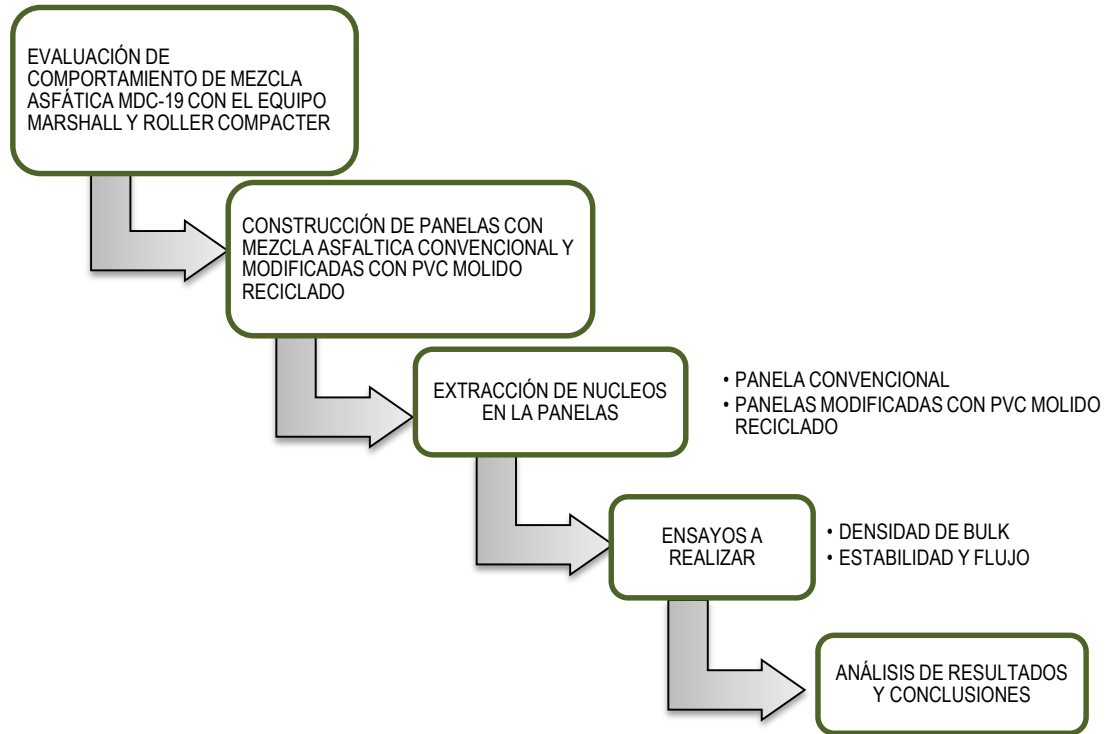 EVALUACIÓN DE
COMPORTAMIENTO DE MEZCLA
ASFÁTICA MDC-19 CON EL EQUIPO
MARSHALL Y ROLLER COMPACTER
CONSTRUCCIÓN DE PANELAS CON
MEZCLA ASFALTICA CONVENCIONAL Y
MODIFICADAS CON PVC MOLIDO
RECICLADO
EXTRACCIÓN DE NUCLEOS
EN LA PANELAS
• PANELA CONVENCIONAL
• PANELAS MODIFICADAS CON PVC MOLIDO
RECICLADO
ENSAYOS A
REALIZAR
• DENSIDAD DE BULK
• ESTABILIDAD Y FLUJO
ANÁLISIS DE RESULTADOS
Y CONCLUSIONES